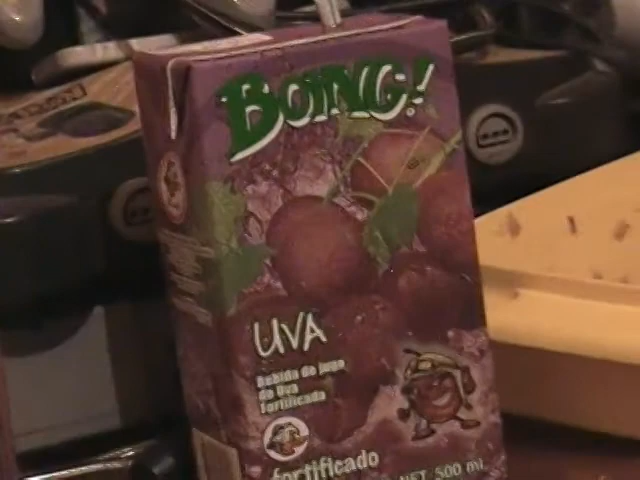 BOING!
UVA
Bebida de jugo
de Uva
fortificada
fortificado
NET 500 ml